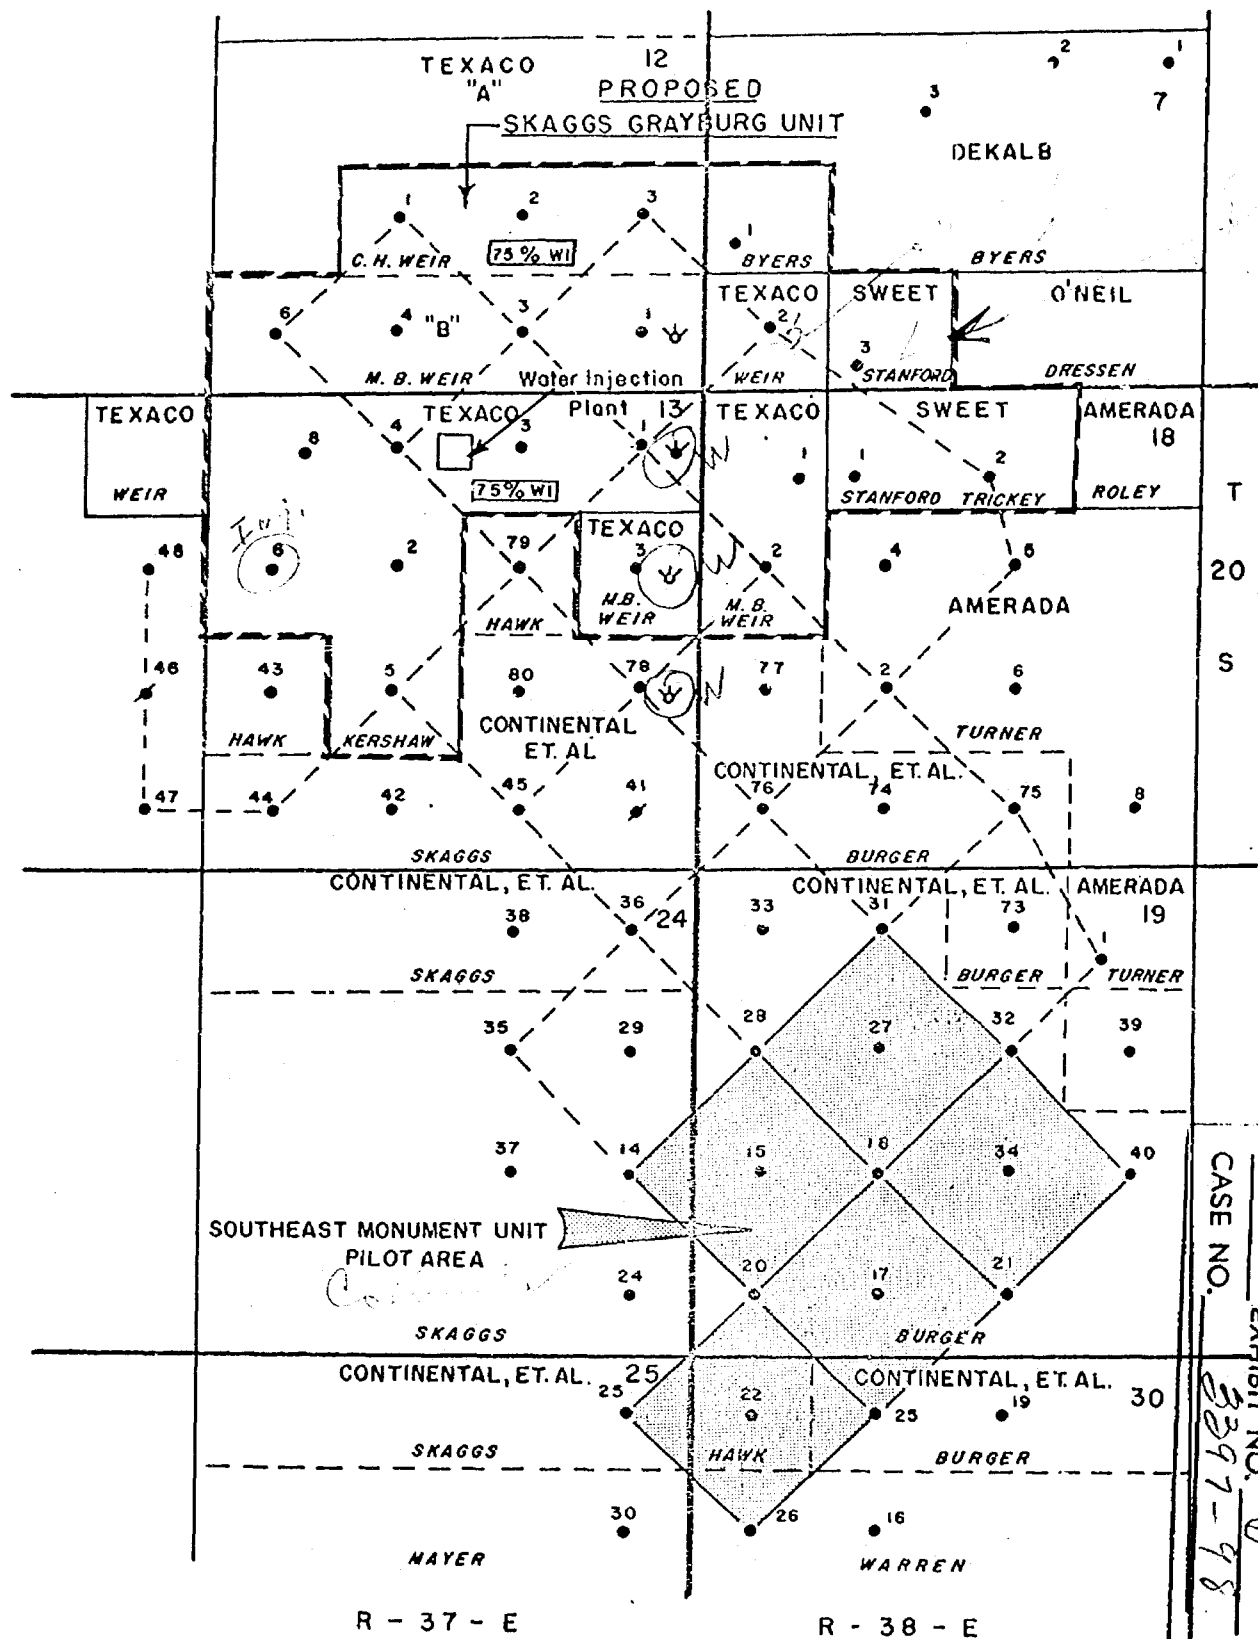 TEXACO 12
"A"
PROPOSED
SKAGGS GRAYBURG UNIT
2 1
3 7
DEKALB
1 2 3
1
C. H. WEIR 75% WI BYERS BYERS
TEXACO SWEET O'NEIL
6 4 "B" 3 1 2
3
M. B. WEIR Water Injection WEIR STANFORD DRESSEN
TEXACO TEXACO Plant 13 TEXACO SWEET AMERADA
18
8 4 3 1 1 1 2
WEIR 75% WI STANFORD TRICKEY ROLEY T
TEXACO
Inj.
48 6 2 79 3 2 4 5 20
W
W
W
HAWK M.B. WEIR M. B. WEIR AMERADA
46 43 5 80 78 77 2 6 S
HAWK KERSHAW CONTINENTAL
ET. AL TURNER
CONTINENTAL, ET. AL.
47 44 42 45 41 76 74 75 8
SKAGGS BURGER
CONTINENTAL, ET. AL. CONTINENTAL, ET. AL. AMERADA
38 36 24 33 31 73 19
1
SKAGGS BURGER TURNER
35 29 28 27 32 39
37 14 15 18 34 40
SOUTHEAST MONUMENT UNIT
PILOT AREA
24 20 17 21
SKAGGS BURGER
CONTINENTAL, ET. AL. 25 CONTINENTAL, ET. AL. 30
25 22 25 19
SKAGGS HAWK BURGER
30 26 16
MAYER WARREN
R - 37 - E R - 38 - E
EXHIBIT NO.
CASE NO. 3397-98